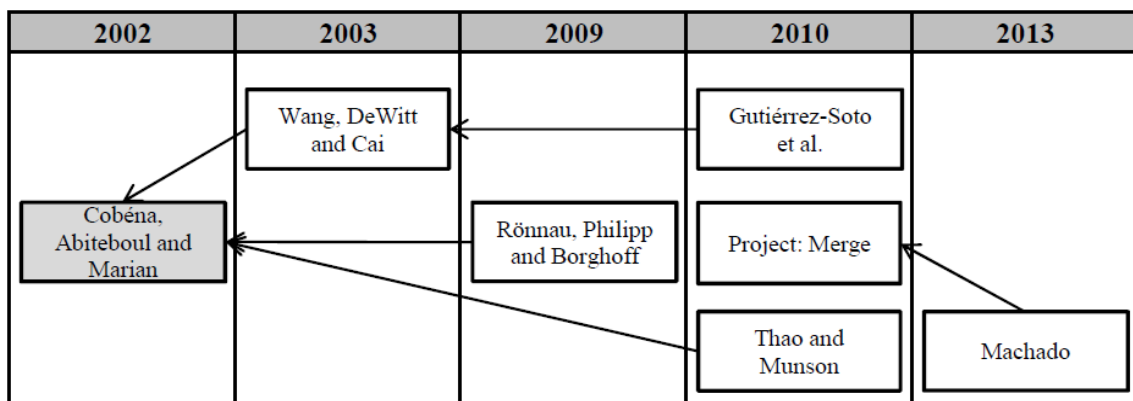 2002 2003 2009 2010 2013
Wang, DeWitt
and Cai
Gutiérrez-Soto
et al.
Cobéna,
Abiteboul and
Marian
Rönnau, Philipp
and Borghoff
Project: Merge
Thao and
Munson
Machado